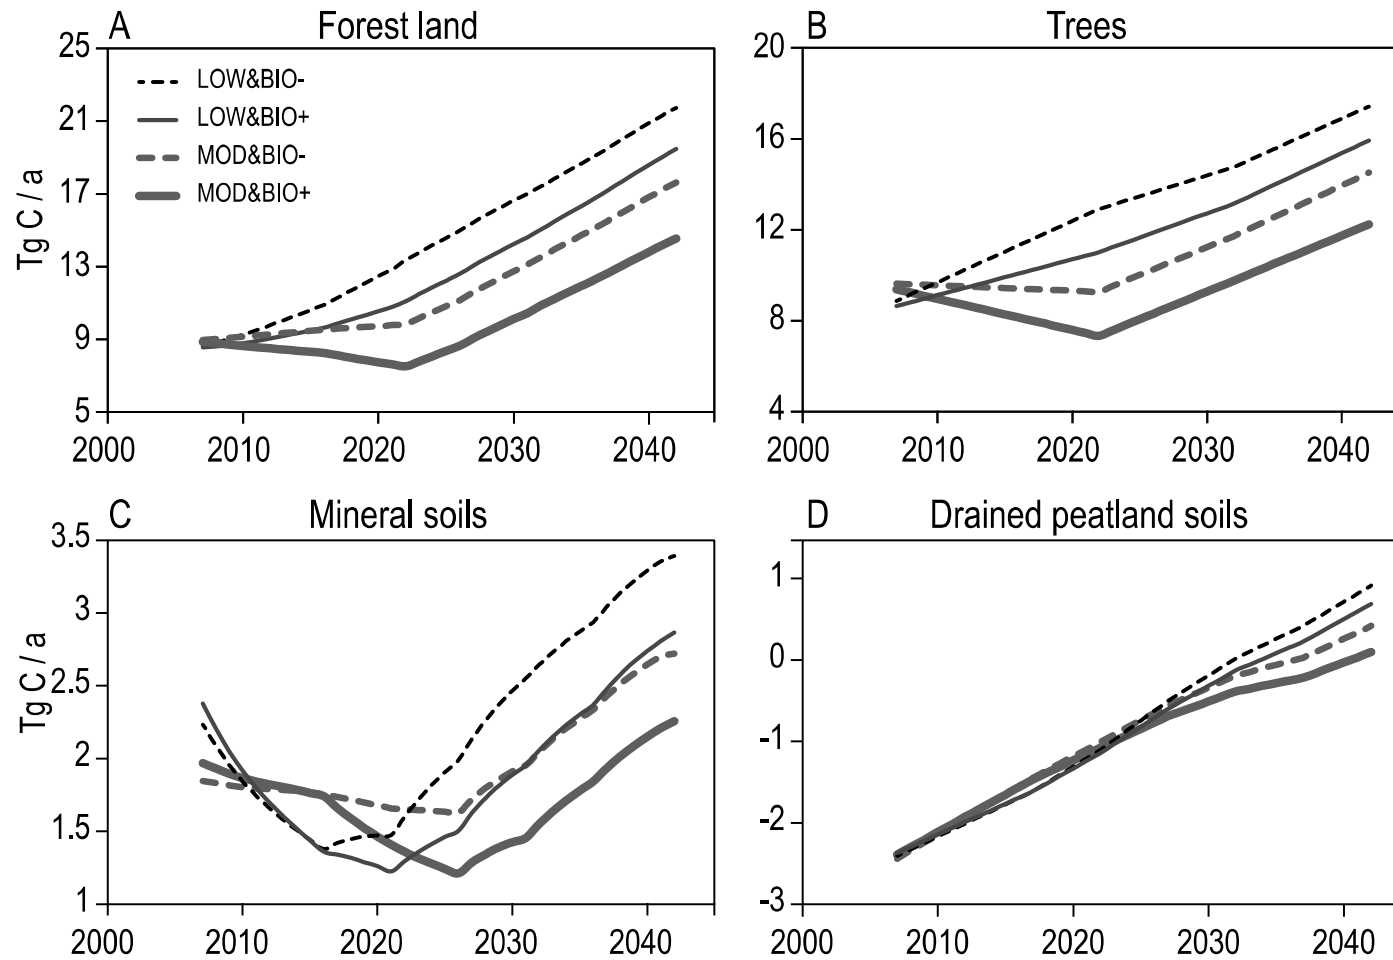 A Forest land
25
21
17
13
9
5
Tg C / a
LOW&BIO-
LOW&BIO+
MOD&BIO-
MOD&BIO+
2000 2010 2020 2030 2040
B Trees
20
16
12
8
4
2000 2010 2020 2030 2040
C Mineral soils
3.5
3
2.5
2
1.5
1
Tg C / a
2000 2010 2020 2030 2040
D Drained peatland soils
1
0
-1
-2
-3
2000 2010 2020 2030 2040